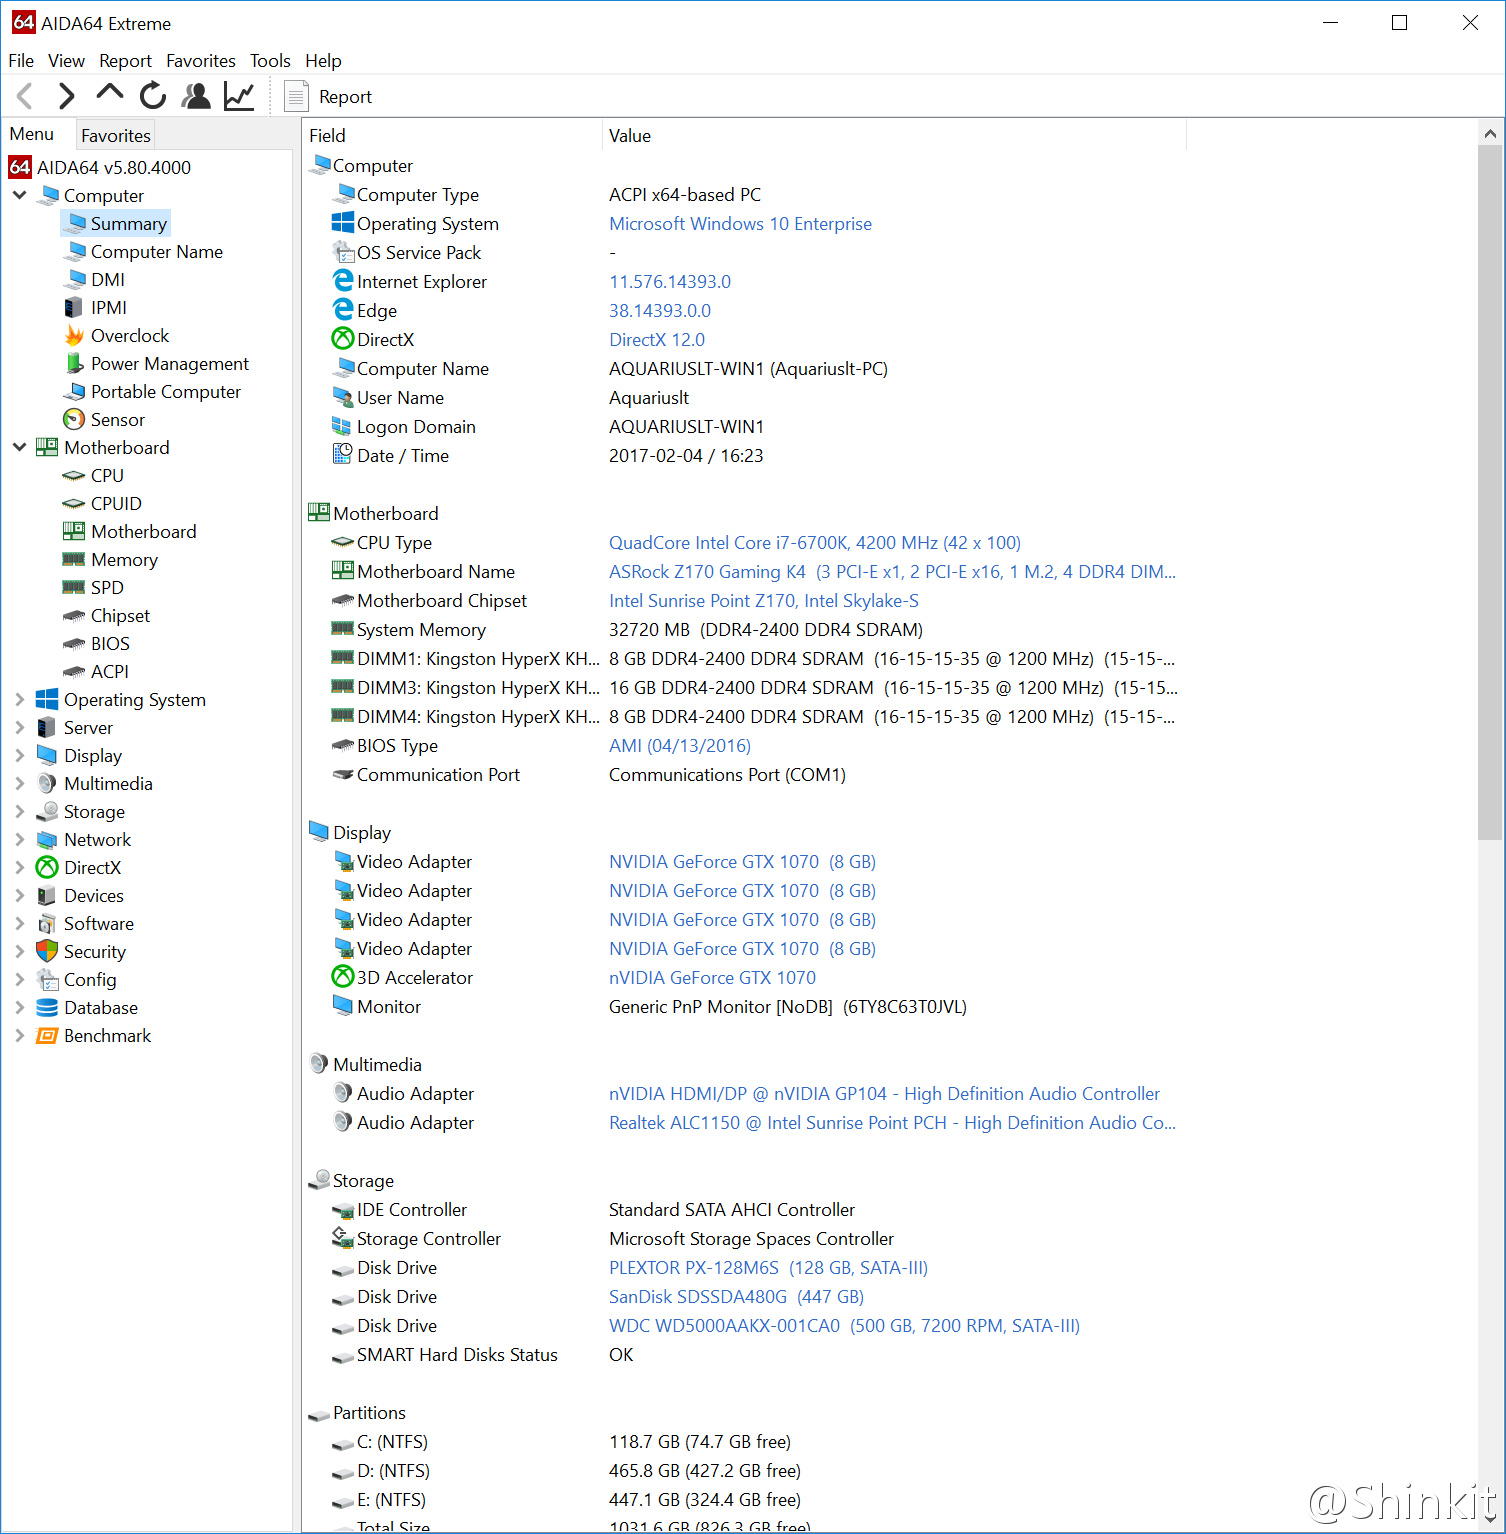 64 AIDA64 Extreme
File View Report Favorites Tools Help
Report
Menu Favorites
64 AIDA64 v5.80.4000
Computer
Summary
Computer Name
DMI
IPMI
Overclock
Power Management
Portable Computer
Sensor
Motherboard
CPU
CPUID
Motherboard
Memory
SPD
Chipset
BIOS
ACPI
Operating System
Server
Display
Multimedia
Storage
Network
DirectX
Devices
Software
Security
Config
Database
Benchmark
Field Value
Computer
Computer Type ACPI x64-based PC
Operating System Microsoft Windows 10 Enterprise
OS Service Pack -
Internet Explorer 11.576.14393.0
Edge 38.14393.0.0
DirectX DirectX 12.0
Computer Name AQUARIUSLT-WIN1 (Aquariuslt-PC)
User Name Aquariuslt
Logon Domain AQUARIUSLT-WIN1
Date / Time 2017-02-04 / 16:23
Motherboard
CPU Type QuadCore Intel Core i7-6700K, 4200 MHz (42 x 100)
Motherboard Name ASRock Z170 Gaming K4 (3 PCI-E x1, 2 PCI-E x16, 1 M.2, 4 DDR4 DIM...
Motherboard Chipset Intel Sunrise Point Z170, Intel Skylake-S
System Memory 32720 MB (DDR4-2400 DDR4 SDRAM)
DIMM1: Kingston HyperX KH... 8 GB DDR4-2400 DDR4 SDRAM (16-15-15-35 @ 1200 MHz) (15-15-...
DIMM3: Kingston HyperX KH... 16 GB DDR4-2400 DDR4 SDRAM (16-15-15-35 @ 1200 MHz) (15-15...
DIMM4: Kingston HyperX KH... 8 GB DDR4-2400 DDR4 SDRAM (16-15-15-35 @ 1200 MHz) (15-15-...
BIOS Type AMI (04/13/2016)
Communication Port Communications Port (COM1)
Display
Video Adapter NVIDIA GeForce GTX 1070 (8 GB)
Video Adapter NVIDIA GeForce GTX 1070 (8 GB)
Video Adapter NVIDIA GeForce GTX 1070 (8 GB)
Video Adapter NVIDIA GeForce GTX 1070 (8 GB)
3D Accelerator nVIDIA GeForce GTX 1070
Monitor Generic PnP Monitor [NoDB] (6TY8C63T0JVL)
Multimedia
Audio Adapter nVIDIA HDMI/DP @ nVIDIA GP104 - High Definition Audio Controller
Audio Adapter Realtek ALC1150 @ Intel Sunrise Point PCH - High Definition Audio Co...
Storage
IDE Controller Standard SATA AHCI Controller
Storage Controller Microsoft Storage Spaces Controller
Disk Drive PLEXTOR PX-128M6S (128 GB, SATA-III)
Disk Drive SanDisk SDSSDA480G (447 GB)
Disk Drive WDC WD5000AAKX-001CA0 (500 GB, 7200 RPM, SATA-III)
SMART Hard Disks Status OK
Partitions
C: (NTFS) 118.7 GB (74.7 GB free)
D: (NTFS) 465.8 GB (427.2 GB free)
E: (NTFS) 447.1 GB (324.4 GB free)
Total Size 1031.6 GB (826.3 GB free)
@Shinkit